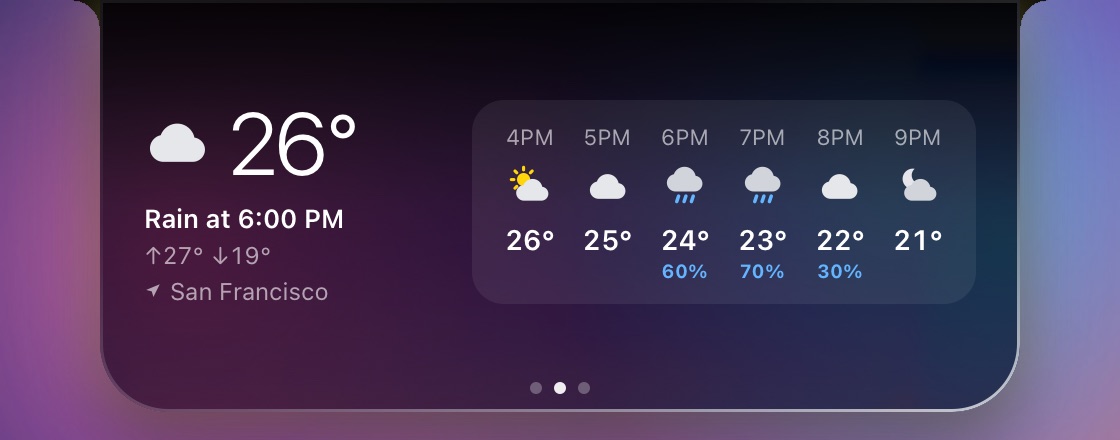 26°
Rain at 6:00 PM
↑27° ↓19°
San Francisco
4PM 5PM 6PM 7PM 8PM 9PM
26° 25° 24° 23° 22° 21°
60% 70% 30%